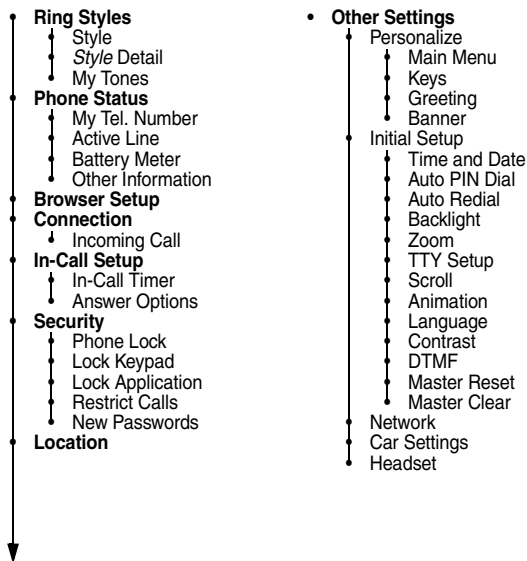 Ring Styles
Style
Style Detail
My Tones
Phone Status
My Tel. Number
Active Line
Battery Meter
Other Information
Browser Setup
Connection
Incoming Call
In-Call Setup
In-Call Timer
Answer Options
Security
Phone Lock
Lock Keypad
Lock Application
Restrict Calls
New Passwords
Location
• Other Settings
Personalize
Main Menu
Keys
Greeting
Banner
Initial Setup
Time and Date
Auto PIN Dial
Auto Redial
Backlight
Zoom
TTY Setup
Scroll
Animation
Language
Contrast
DTMF
Master Reset
Master Clear
Network
Car Settings
Headset